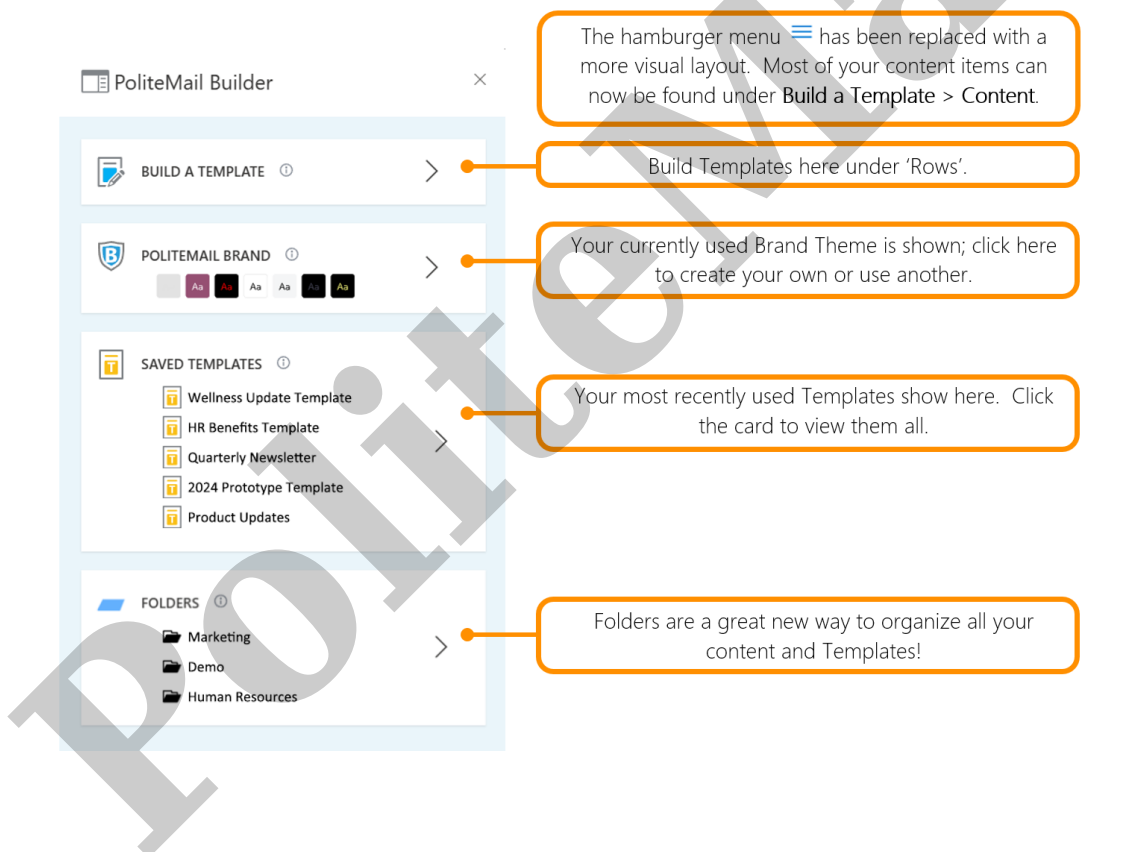 PoliteMail Builder
The hamburger menu has been replaced with a
more visual layout. Most of your content items can
now be found under Build a Template > Content.
BUILD A TEMPLATE
Build Templates here under ‘Rows’.
POLITEMAIL BRAND
Aa Aa Aa Aa Aa Aa
Your currently used Brand Theme is shown; click here
to create your own or use another.
SAVED TEMPLATES
Wellness Update Template
HR Benefits Template
Quarterly Newsletter
2024 Prototype Template
Product Updates
Your most recently used Templates show here. Click
the card to view them all.
FOLDERS
Marketing
Demo
Human Resources
Folders are a great new way to organize all your
content and Templates!
PoliteMa